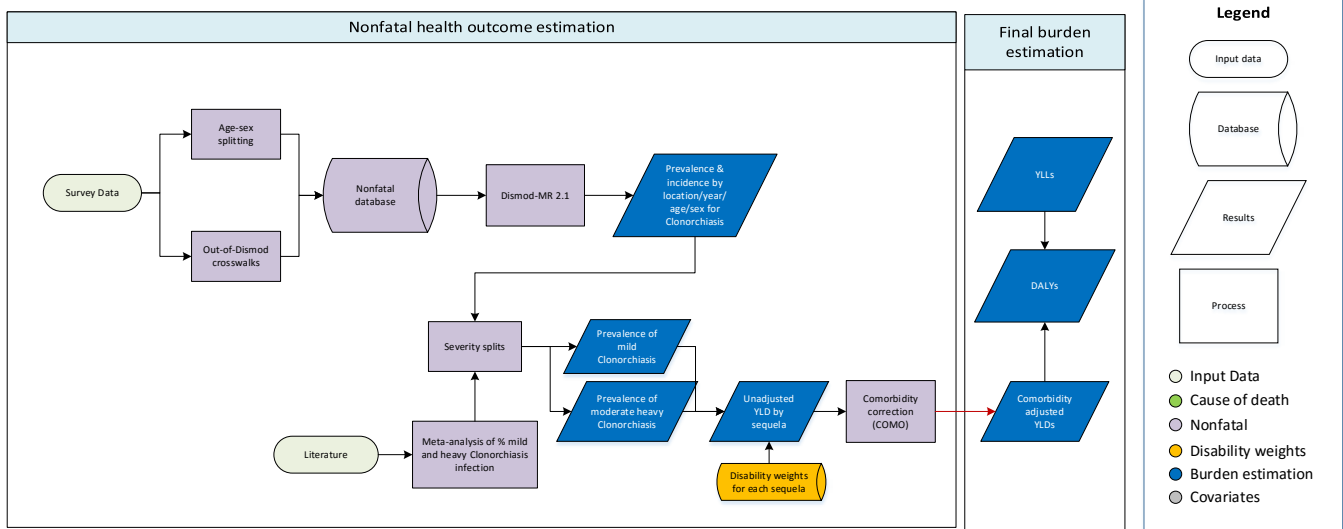 Nonfatal health outcome estimation
Final burden
estimation
Legend
Input data
Database
Results
Process
Input Data
Cause of death
Nonfatal
Disability weights
Burden estimation
Covariates
Survey Data
Age-sex
splitting
Out-of-Dismod
crosswalks
Nonfatal
database
Dismod-MR 2.1
Prevalence &
incidence by
location/year/
age/sex for
Clonorchiasis
Severity splits
Literature
Meta-analysis of % mild
and heavy Clonorchiasis
infection
Prevalence of
mild
Clonorchiasis
Prevalence of
moderate heavy
Clonorchiasis
Unadjusted
YLD by
sequela
Disability weights
for each sequela
Comorbidity
correction
(COMO)
YLLs
DALYs
Comorbidity
adjusted
YLDs